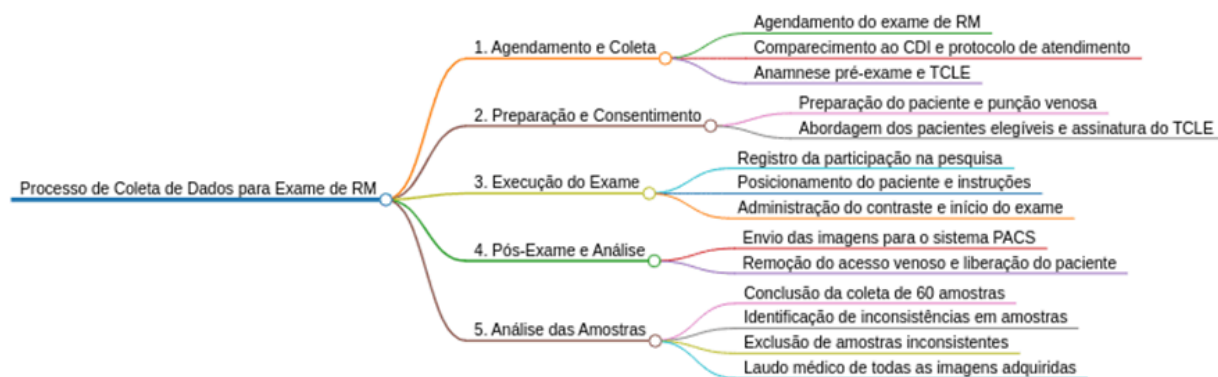 Processo de Coleta de Dados para Exame de RM
1. Agendamento e Coleta
Agendamento do exame de RM
Comparecimento ao CDI e protocolo de atendimento
Anamnese pré-exame e TCLE
2. Preparação e Consentimento
Preparação do paciente e punção venosa
Abordagem dos pacientes elegíveis e assinatura do TCLE
3. Execução do Exame
Registro da participação na pesquisa
Posicionamento do paciente e instruções
Administração do contraste e início do exame
4. Pós-Exame e Análise
Envio das imagens para o sistema PACS
Remoção do acesso venoso e liberação do paciente
5. Análise das Amostras
Conclusão da coleta de 60 amostras
Identificação de inconsistências em amostras
Exclusão de amostras inconsistentes
Laudo médico de todas as imagens adquiridas